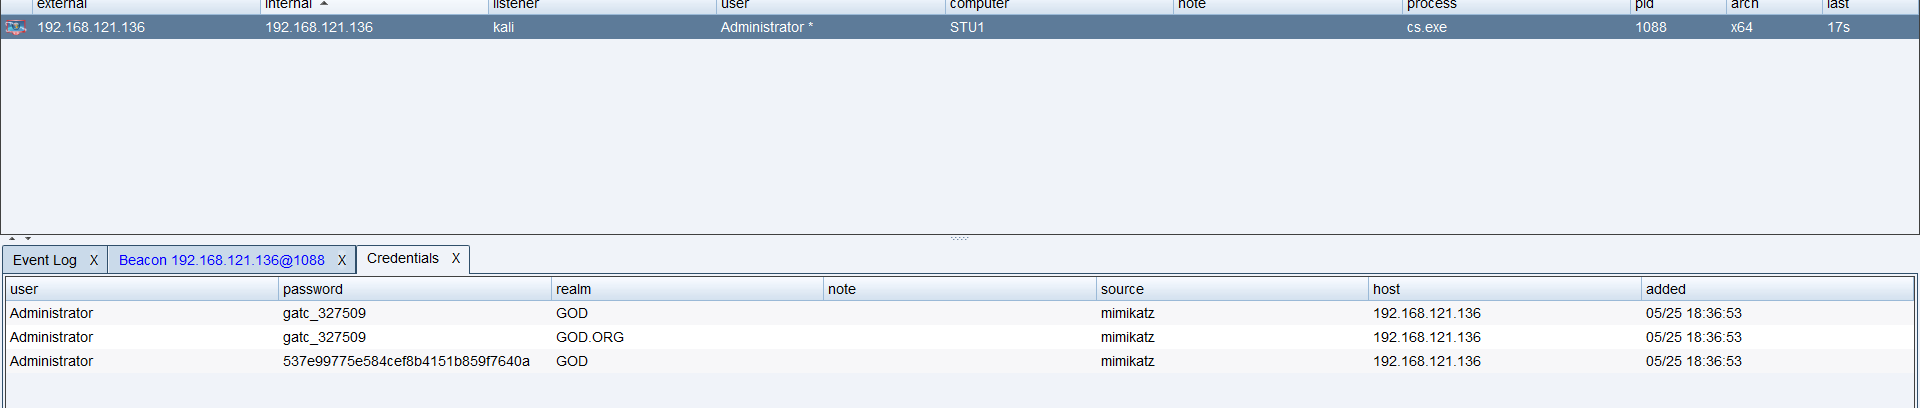 external internal listener user computer note process pid arch last
192.168.121.136 192.168.121.136 kali Administrator * STU1 cs.exe 1088 x64 17s
Event Log X Beacon 192.168.121.136@1088 X Credentials X
user password realm note source host added
Administrator gatc_327509 GOD mimikatz 192.168.121.136 05/25 18:36:53
Administrator gatc_327509 GOD.ORG mimikatz 192.168.121.136 05/25 18:36:53
Administrator 537e99775e584cef8b4151b859f7640a GOD mimikatz 192.168.121.136 05/25 18:36:53